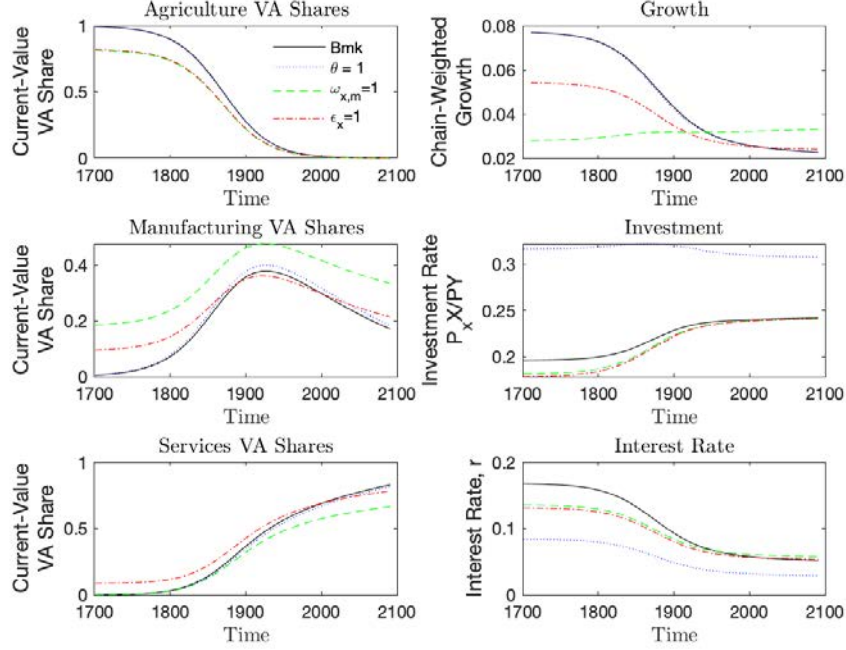 Agriculture VA Shares
Current-Value
VA Share
1
0.5
0
1700 1800 1900 2000 2100
Time
Bmk
θ = 1
ω_{x,m}=1
ϵ_x=1
Growth
Chain-Weighted
Growth
0.08
0.06
0.04
0.02
1700 1800 1900 2000 2100
Time
Manufacturing VA Shares
Current-Value
VA Share
0.4
0.2
0
1700 1800 1900 2000 2100
Time
Investment
Investment Rate
P_xX/PY
0.3
0.25
0.2
1700 1800 1900 2000 2100
Time
Services VA Shares
Current-Value
VA Share
1
0.5
0
1700 1800 1900 2000 2100
Time
Interest Rate
Interest Rate, r
0.2
0.1
0
1700 1800 1900 2000 2100
Time